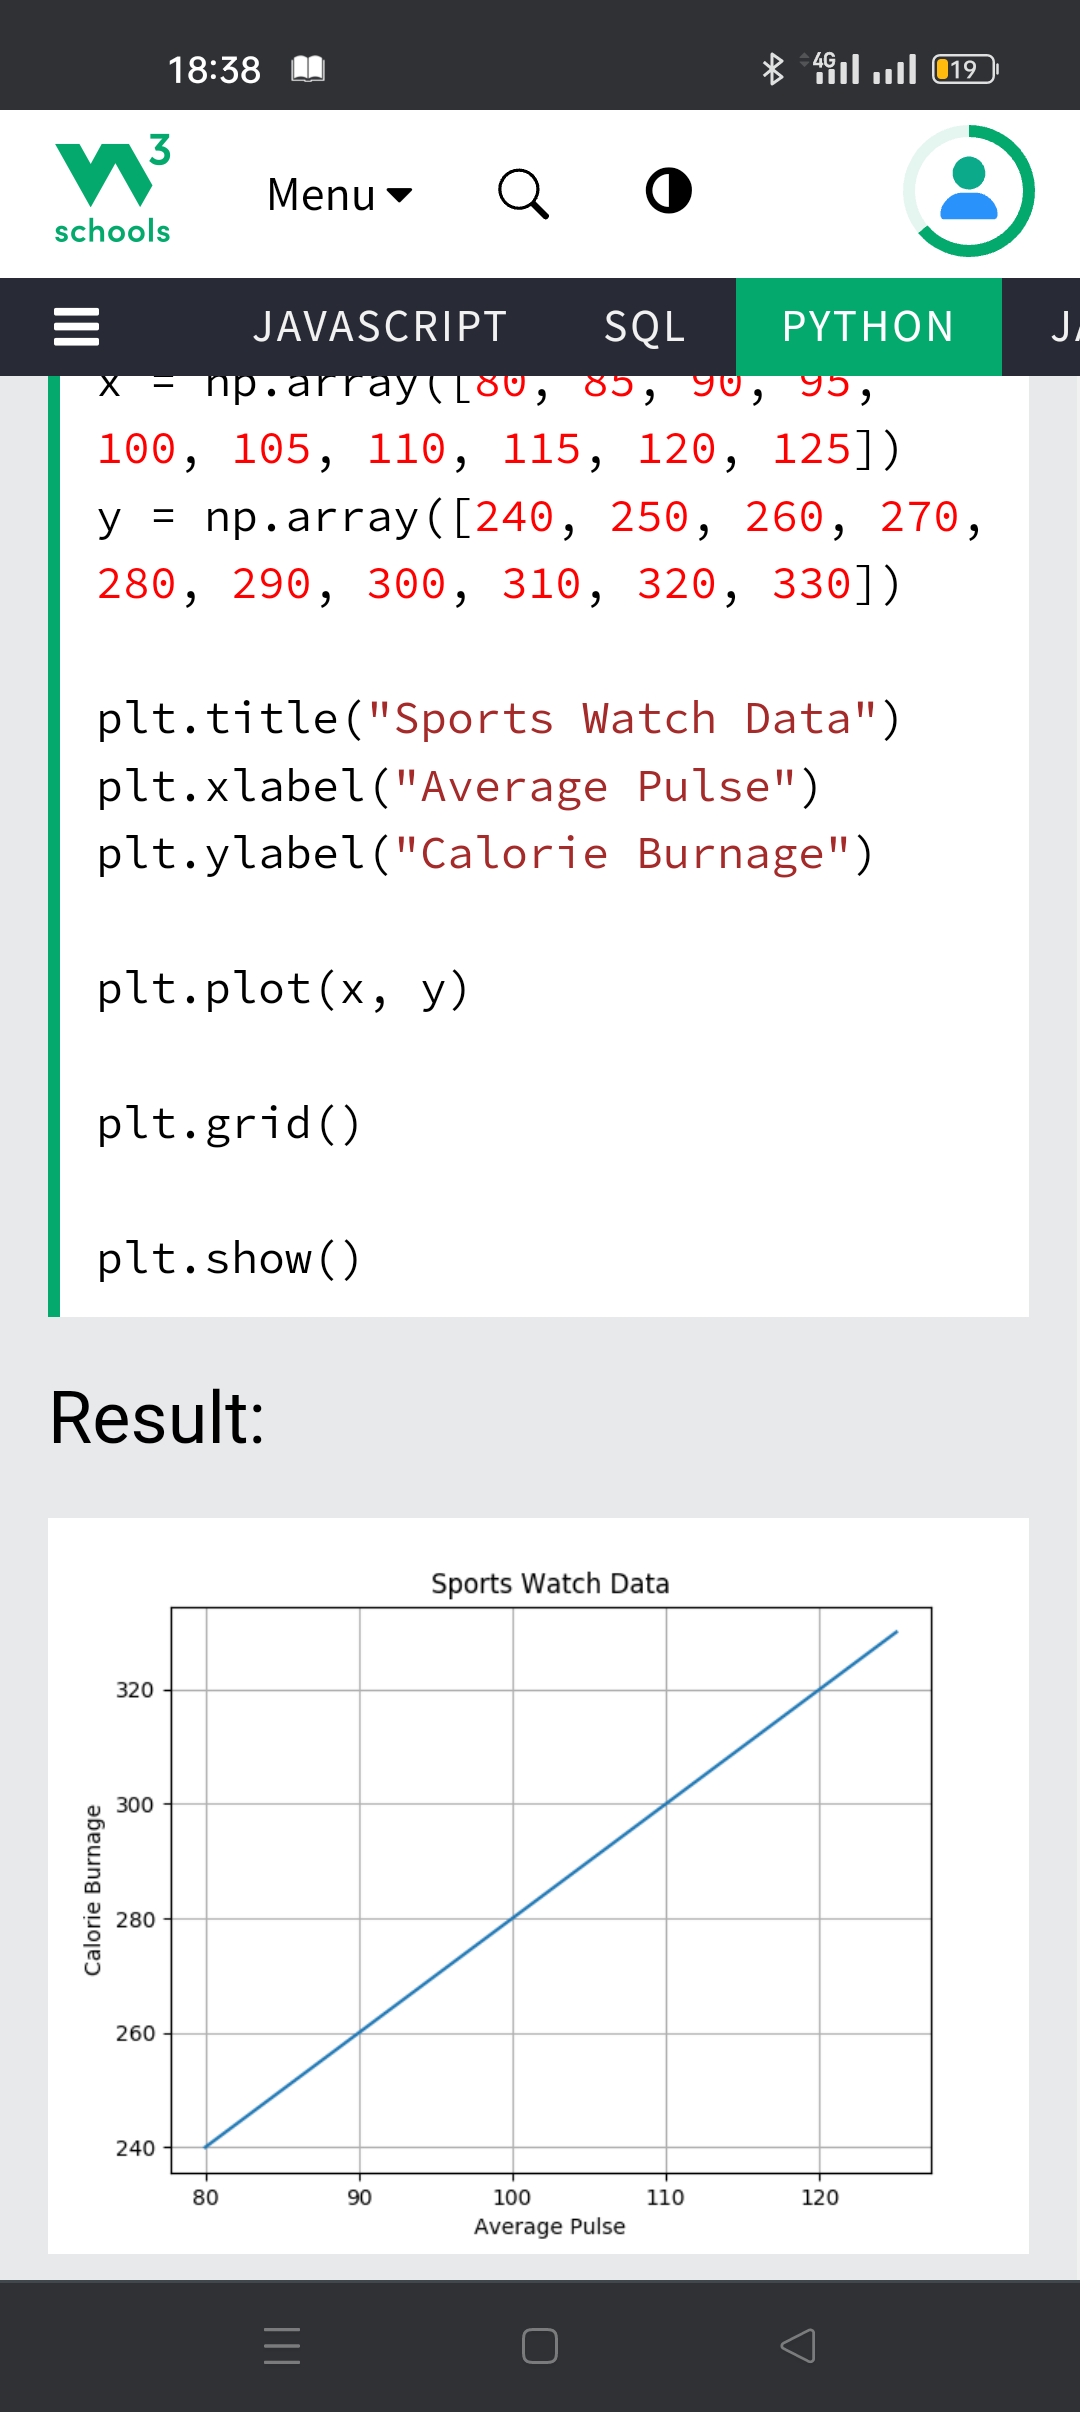 18:38
4G
19
3
schools
Menu
JAVASCRIPT SQL PYTHON JA
x = np.array([80, 85, 90, 95,
100, 105, 110, 115, 120, 125])
y = np.array([240, 250, 260, 270,
280, 290, 300, 310, 320, 330])
plt.title("Sports Watch Data")
plt.xlabel("Average Pulse")
plt.ylabel("Calorie Burnage")
plt.plot(x, y)
plt.grid()
plt.show()
Result:
Sports Watch Data
320
300
280
260
240
Calorie Burnage
80 90 100 110 120
Average Pulse